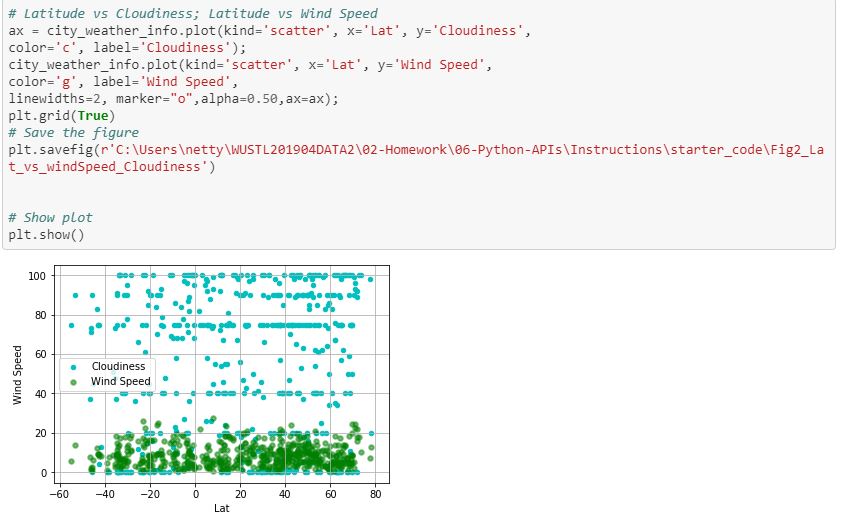 # Latitude vs Cloudiness; Latitude vs Wind Speed
ax = city_weather_info.plot(kind='scatter', x='Lat', y='Cloudiness',
color='c', label='Cloudiness');
city_weather_info.plot(kind='scatter', x='Lat', y='Wind Speed',
color='g', label='Wind Speed',
linewidths=2, marker="o",alpha=0.50,ax=ax);
plt.grid(True)
# Save the figure
plt.savefig(r'C:\Users\netty\WUSTL201904DATA2\02-Homework\06-Python-APIs\Instructions\starter_code\Fig2_La
t_vs_windSpeed_Cloudiness')
# Show plot
plt.show()
100
80
60
40
20
0
Wind Speed
Cloudiness
Wind Speed
−60 −40 −20 0 20 40 60 80
Lat